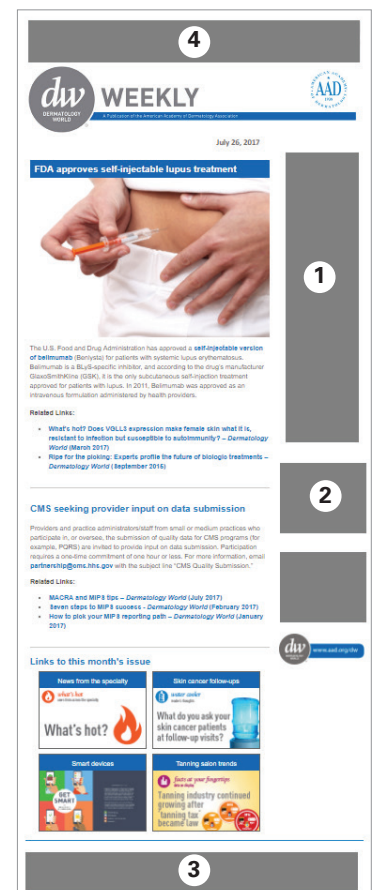 4
dw
DERMATOLOGY
WORLD
WEEKLY
A Publication of the American Academy of Dermatology Association
AMERICAN ACADEMY of DERMATOLOGY
AAD
1938
July 26, 2017
FDA approves self-injectable lupus treatment
1
The U.S. Food and Drug Administration has approved a self-injectable version
of belimumab (Benlysta) for patients with systemic lupus erythematosus.
Belimumab is a BLyS-specific inhibitor, and according to the drug's manufacturer
GlaxoSmithKline (GSK), it is the only subcutaneous self-injection treatment
approved for patients with lupus. In 2011, Belimumab was approved as an
intravenous formulation administered by health providers.
Related Links:
• What's hot? Does VGLL3 expression make female skin what it is,
resistant to infection but susceptible to autoimmunity? – Dermatology
World (March 2017)
• Ripe for the picking: Experts profile the future of biologic treatments –
Dermatology World (September 2016)
2
CMS seeking provider input on data submission
Providers and practice administrators/staff from small or medium practices who
participate in, or oversee, the submission of quality data for CMS programs (for
example, PQRS) are invited to provide input on data submission. Participation
requires a one-time commitment of one hour or less. For more information, email
partnership@cms.hhs.gov with the subject line "CMS Quality Submission."
Related Links:
• MACRA and MIPS tips – Dermatology World (July 2017)
• Seven steps to MIPS success - Dermatology World (February 2017)
• How to pick your MIPS reporting path – Dermatology World (January
2017)
dw
www.aad.org/dw
Links to this month's issue
News from the specialty
what's hot
What's hot?
Skin cancer follow-ups
water cooler
What do you ask your
skin cancer patients
at follow-up visits?
Smart devices
GET
SMART
Tanning salon trends
facts at your fingertips
Tanning industry continued
growing after
'tanning tax'
became law
3